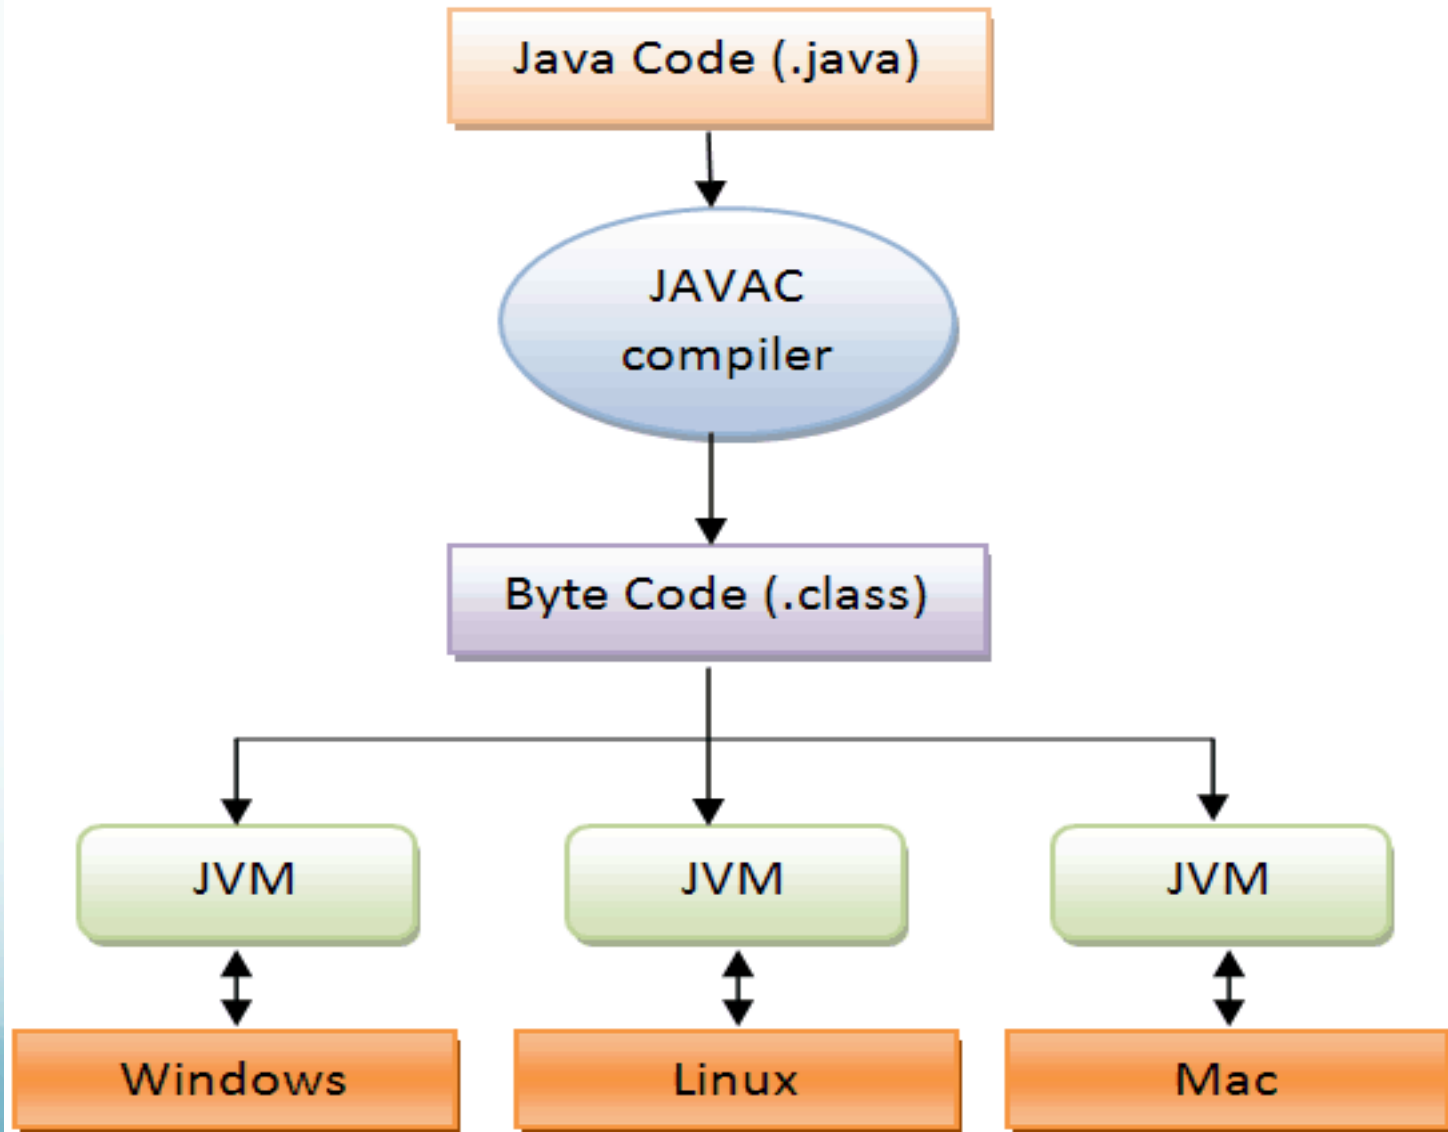 Java Code (.java)
JAVAC
compiler
Byte Code (.class)
JVM
JVM
JVM
Windows
Linux
Mac